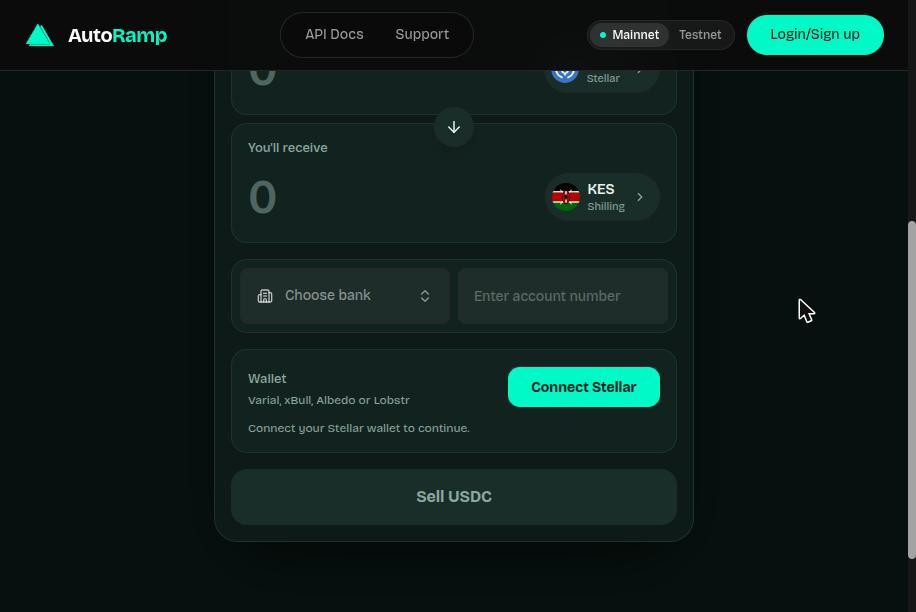 AutoRamp
API Docs
Support
Mainnet
Testnet
Login/Sign up
0
Stellar
You'll receive
0
KES
Shilling
Choose bank
Enter account number
Wallet
Varial, xBull, Albedo or Lobstr
Connect Stellar
Connect your Stellar wallet to continue.
Sell USDC